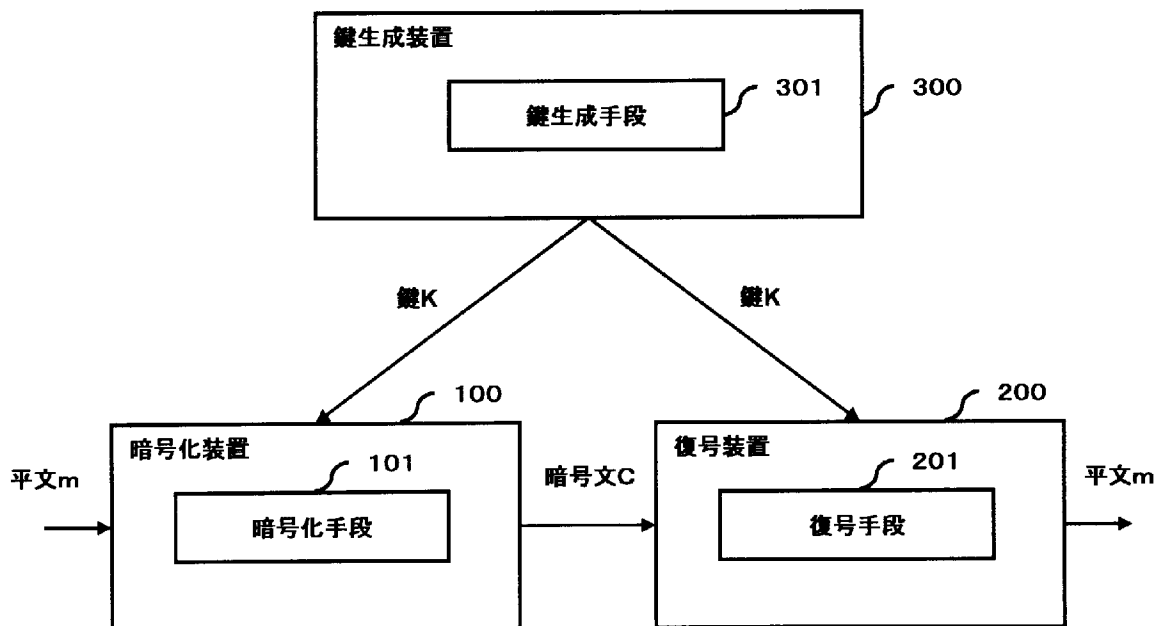 鍵生成装置
301
300
鍵生成手段
鍵K
鍵K
100
200
暗号化装置
復号装置
101
201
平文m
暗号文C
平文m
暗号化手段
復号手段